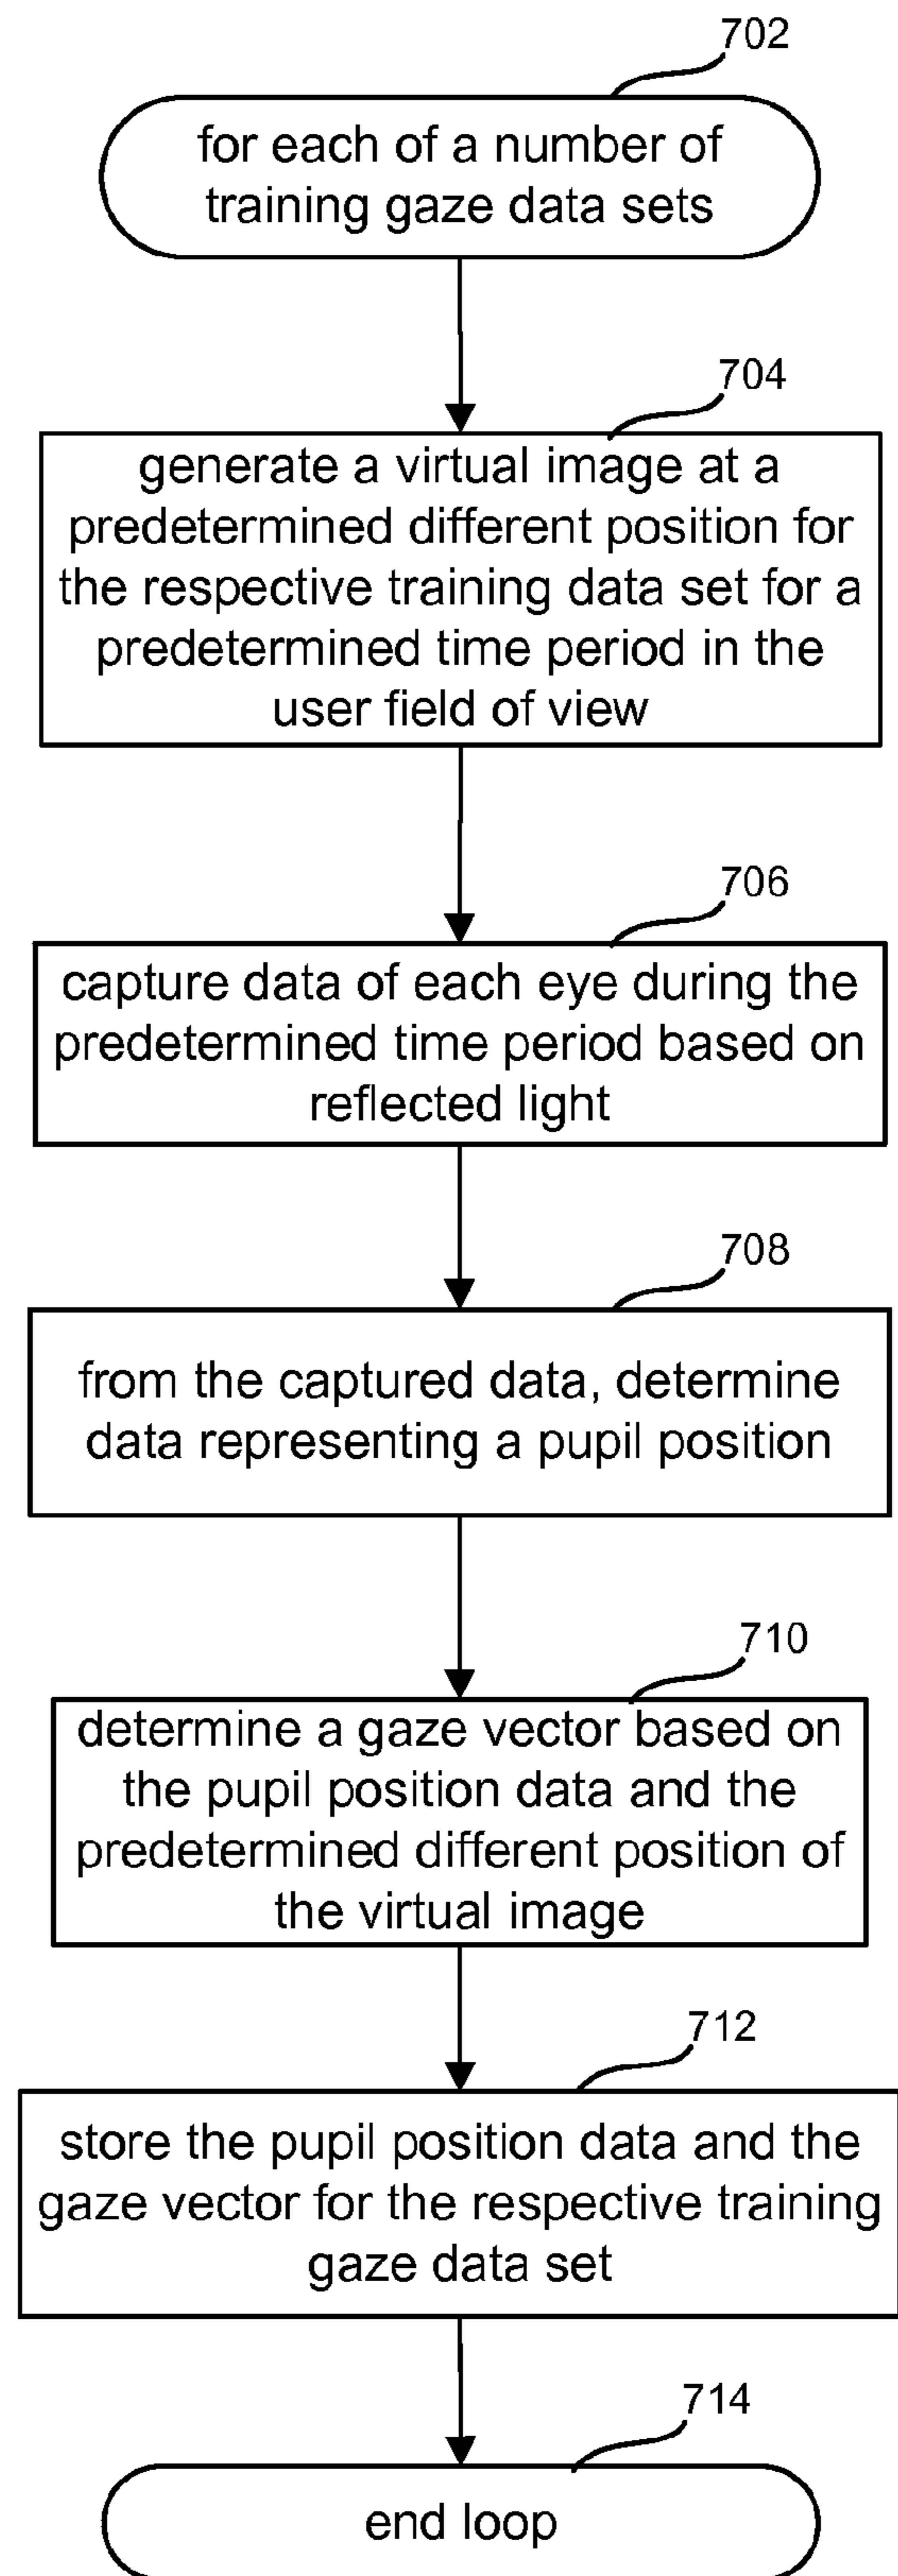 702
for each of a number of
training gaze data sets
704
generate a virtual image at a
predetermined different position for
the respective training data set for a
predetermined time period in the
user field of view
706
capture data of each eye during the
predetermined time period based on
reflected light
708
from the captured data, determine
data representing a pupil position
710
determine a gaze vector based on
the pupil position data and the
predetermined different position of
the virtual image
712
store the pupil position data and the
gaze vector for the respective training
gaze data set
714
end loop